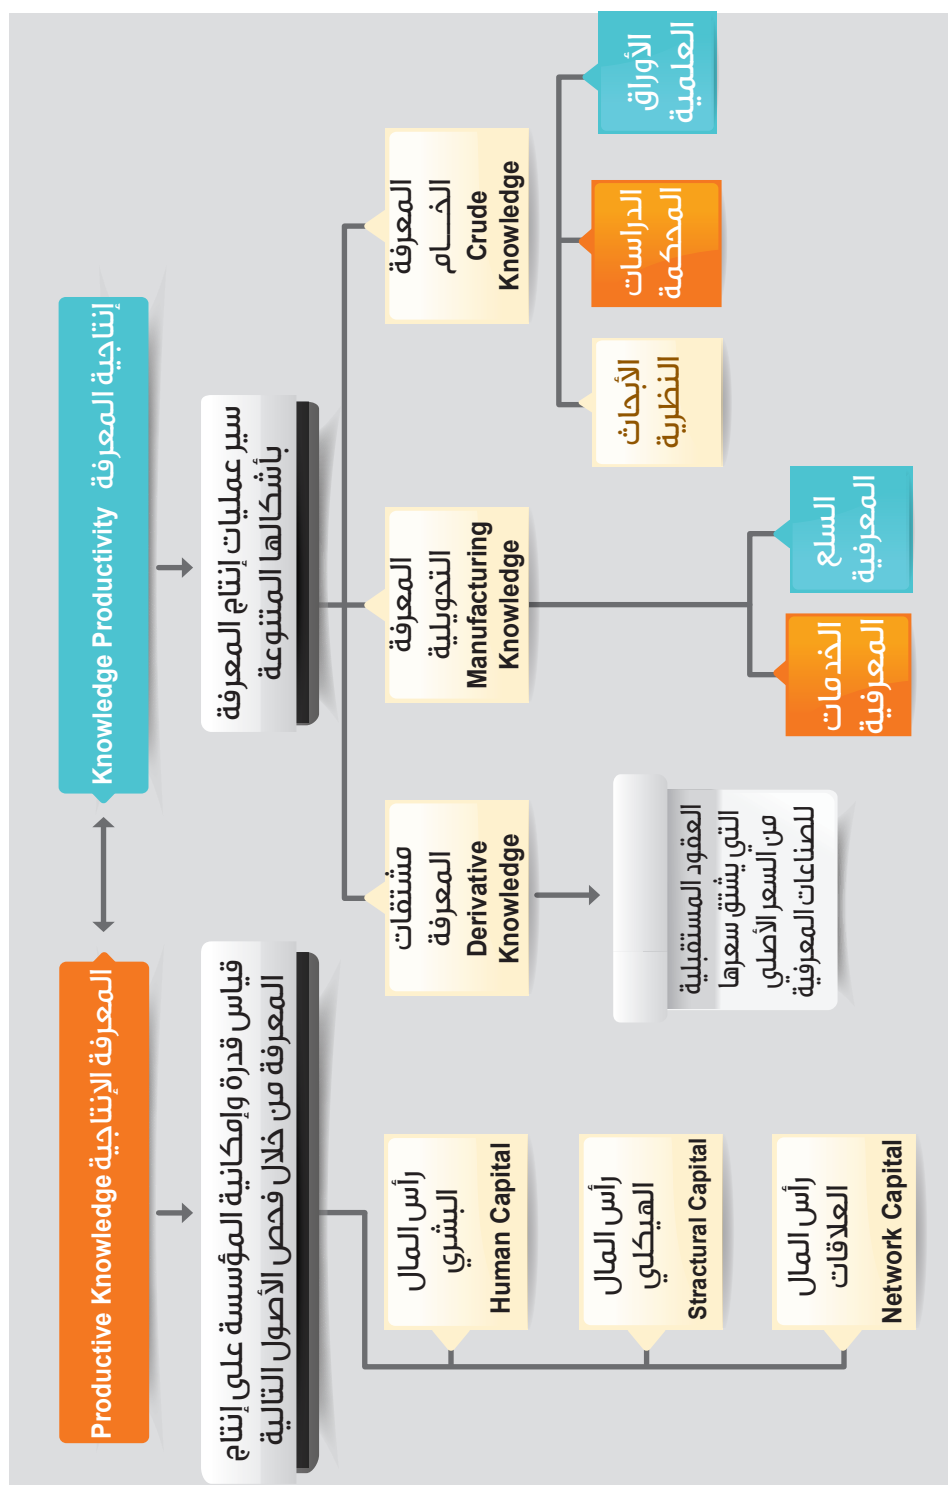 إنتاجية المعرفة Knowledge Productivity
المعرفة الإنتاجية Productive Knowledge
سير عمليات إنتاج المعرفة
بأشكالها المتنوعة
المعرفة
الخـــام
Crude
Knowledge
الأوراق
العلمية
الدراسات
المحكمة
الأبحاث
النظرية
المعرفة
التحويلية
Manufacturing
Knowledge
السلع
المعرفية
الخدمات
المعرفية
مشتقات
المعرفة
Derivative
Knowledge
العقود المستقبلية
التي يشتق سعرها
من السعر الأصلي
للصناعات المعرفية
قياس قدرة وإمكانية المؤسسة على إنتاج
المعرفة من خلال فحص الأصول التالية
رأس المال
البشري
Human Capital
رأس المال
الهيكلي
Stractural Capital
رأس المال
العلاقات
Network Capital